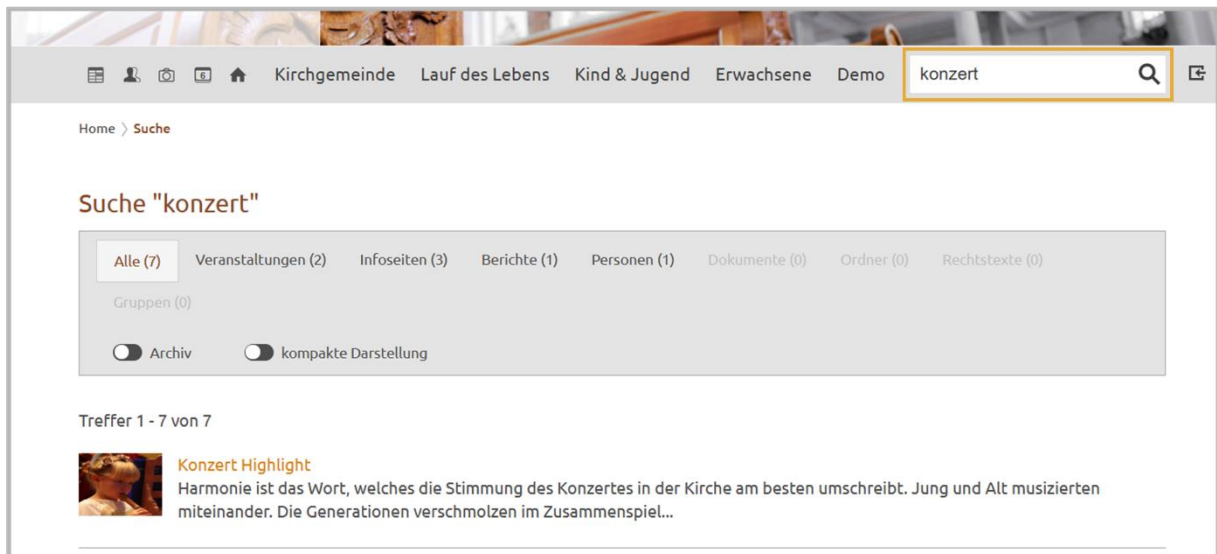 6 Kirchgemeinde Lauf des Lebens Kind & Jugend Erwachsene Demo konzert
Home 〉 Suche
Suche "konzert"
Alle (7) Veranstaltungen (2) Infoseiten (3) Berichte (1) Personen (1) Dokumente (0) Ordner (0) Rechtstexte (0)
Gruppen (0)
Archiv kompakte Darstellung
Treffer 1 - 7 von 7
Konzert Highlight
Harmonie ist das Wort, welches die Stimmung des Konzertes in der Kirche am besten umschreibt. Jung und Alt musizierten
miteinander. Die Generationen verschmolzen im Zusammenspiel...